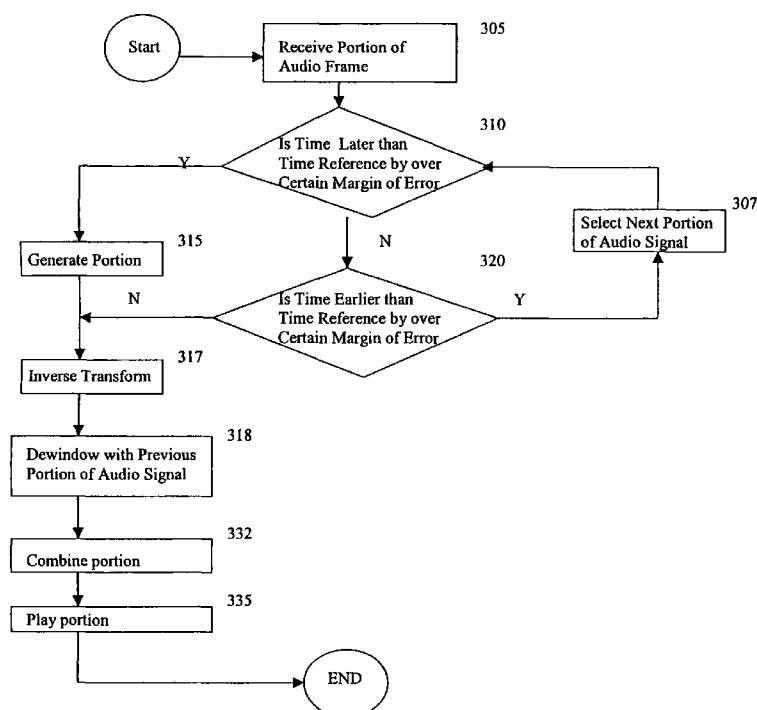 Start
305
Receive Portion of
Audio Frame
310
Is Time Later than
Time Reference by over
Certain Margin of Error
Y
307
Select Next Portion
of Audio Signal
N
315
Generate Portion
320
Is Time Earlier than
Time Reference by over
Certain Margin of Error
N
Y
317
Inverse Transform
318
Dewindow with Previous
Portion of Audio Signal
332
Combine portion
335
Play portion
END